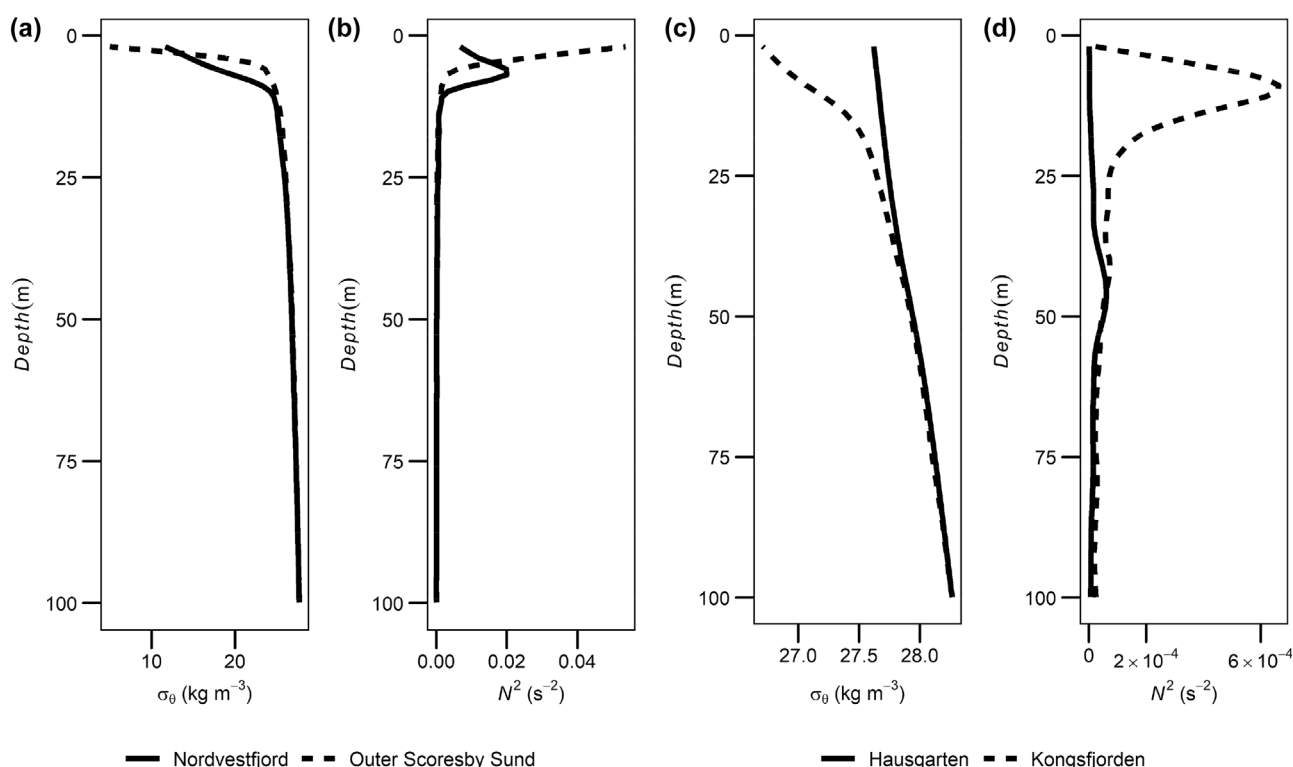 (a) (b) (c) (d)
0 0 0 0
25 25 25 25
50 50 50 50
75 75 75 75
100 100 100 100
Depth(m) Depth(m) Depth(m) Depth(m)
10 20 0.00 0.02 0.04 27.0 27.5 28.0 0 2 × 10⁻⁴ 6 × 10⁻⁴
σθ (kg m⁻³) N² (s⁻²) σθ (kg m⁻³) N² (s⁻²)
Nordvestfjord Outer Scoresby Sund Hausgarten Kongsfjorden